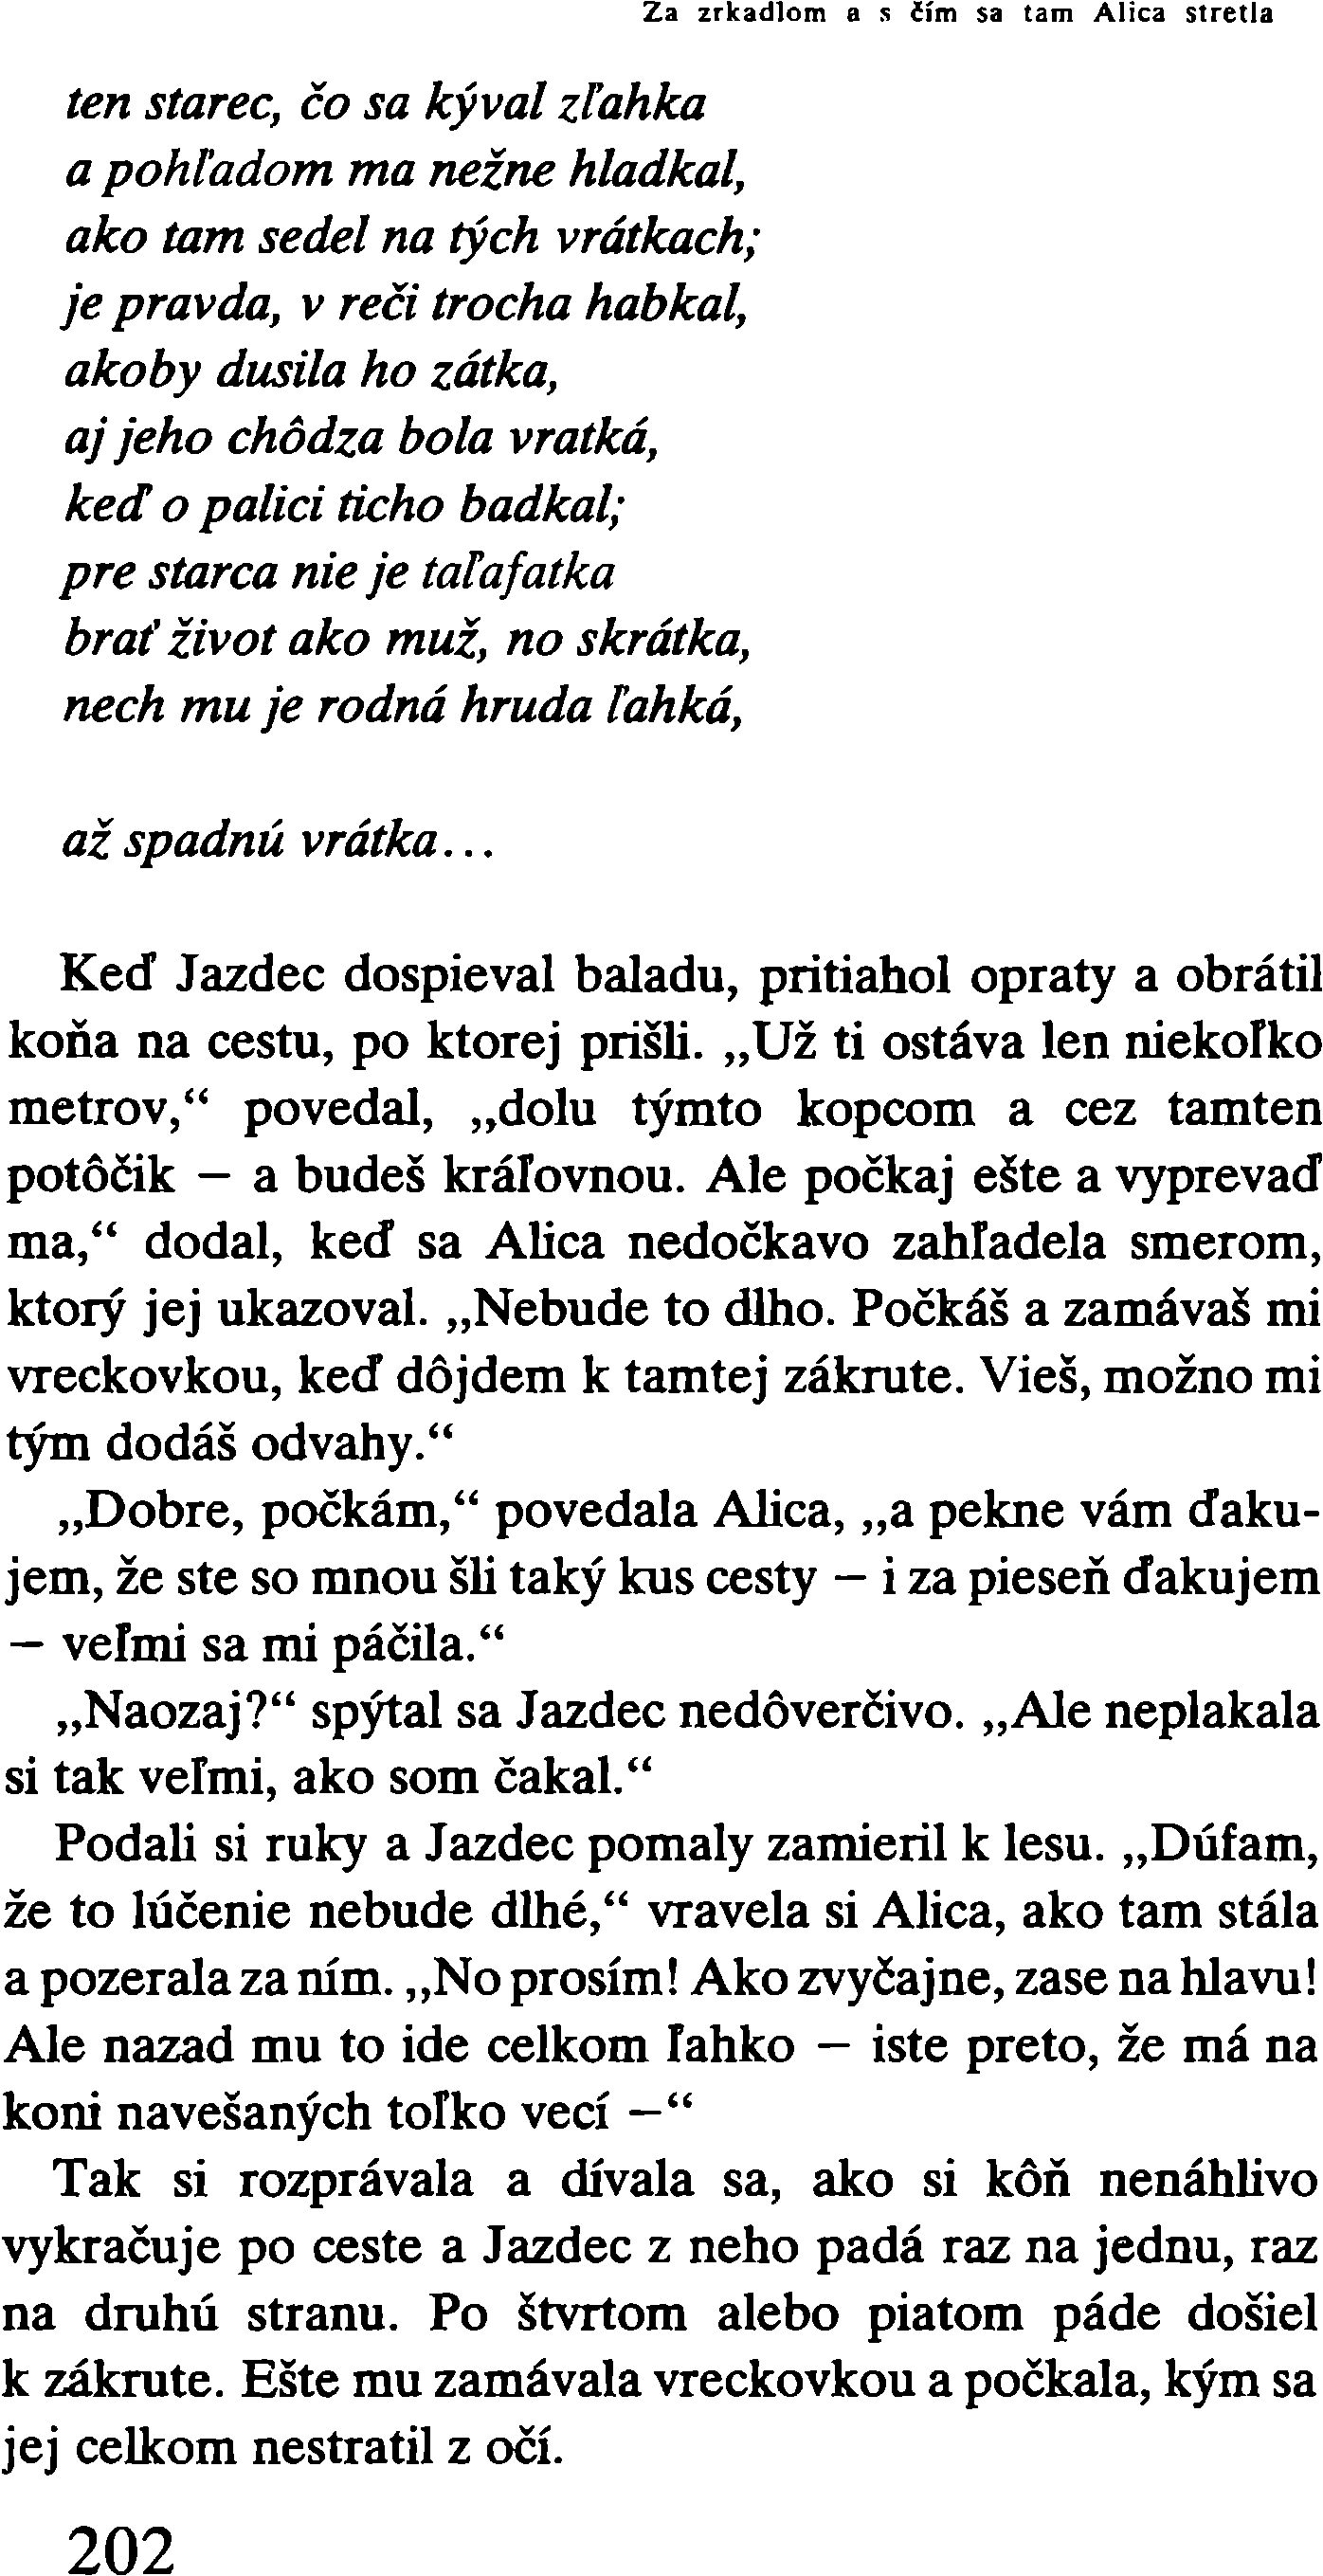 Za zrkadlom a s čím sa tam Alica stretla
ten starec, čo sa kýval zľahka
a pohľadom ma nežne hladkal,
ako tam sedel na tých vrátkach;
je pravda, v reči trocha habkal,
akoby dusila ho zátka,
aj jeho chôdza bola vratká,
keď o palici ticho badkal;
pre starca nie je taľafatka
brať život ako muž, no skrátka,
nech mu je rodná hruda ľahká,
až spadnú vrátka...
Keď Jazdec dospieval baladu, pritiahol opraty a obrátil
koňa na cestu, po ktorej prišli. „Už ti ostáva len niekoľko
metrov,“ povedal, „dolu týmto kopcom a cez tamten
potôčik — a budeš kráľovnou. Ale počkaj ešte a vyprevaď
ma,“ dodal, keď sa Alica nedočkavo zahľadela smerom,
ktorý jej ukazoval. „Nebude to dlho. Počkáš a zamávaš mi
vreckovkou, keď dôjdem k tamtej zákrute. Vieš, možno mi
tým dodáš odvahy.“
„Dobre, počkám,“ povedala Alica, „a pekne vám ďaku-
jem, že ste so mnou šli taký kus cesty — i za pieseň ďakujem
— veľmi sa mi páčila.“
„Naozaj?“ spýtal sa Jazdec nedôverčivo. „Ale neplakala
si tak veľmi, ako som čakal.“
Podali si ruky a Jazdec pomaly zamieril k lesu. „Dúfam,
že to lúčenie nebude dlhé,“ vravela si Alica, ako tam stála
a pozerala za ním. „No prosím! Ako zvyčajne, zase na hlavu!
Ale nazad mu to ide celkom ľahko — iste preto, že má na
koni navešaných toľko vecí —“
Tak si rozprávala a dívala sa, ako si kôň nenáhlivo
vykračuje po ceste a Jazdec z neho padá raz na jednu, raz
na druhú stranu. Po štvrtom alebo piatom páde došiel
k zákrute. Ešte mu zamávala vreckovkou a počkala, kým sa
jej celkom nestratil z očí.
202